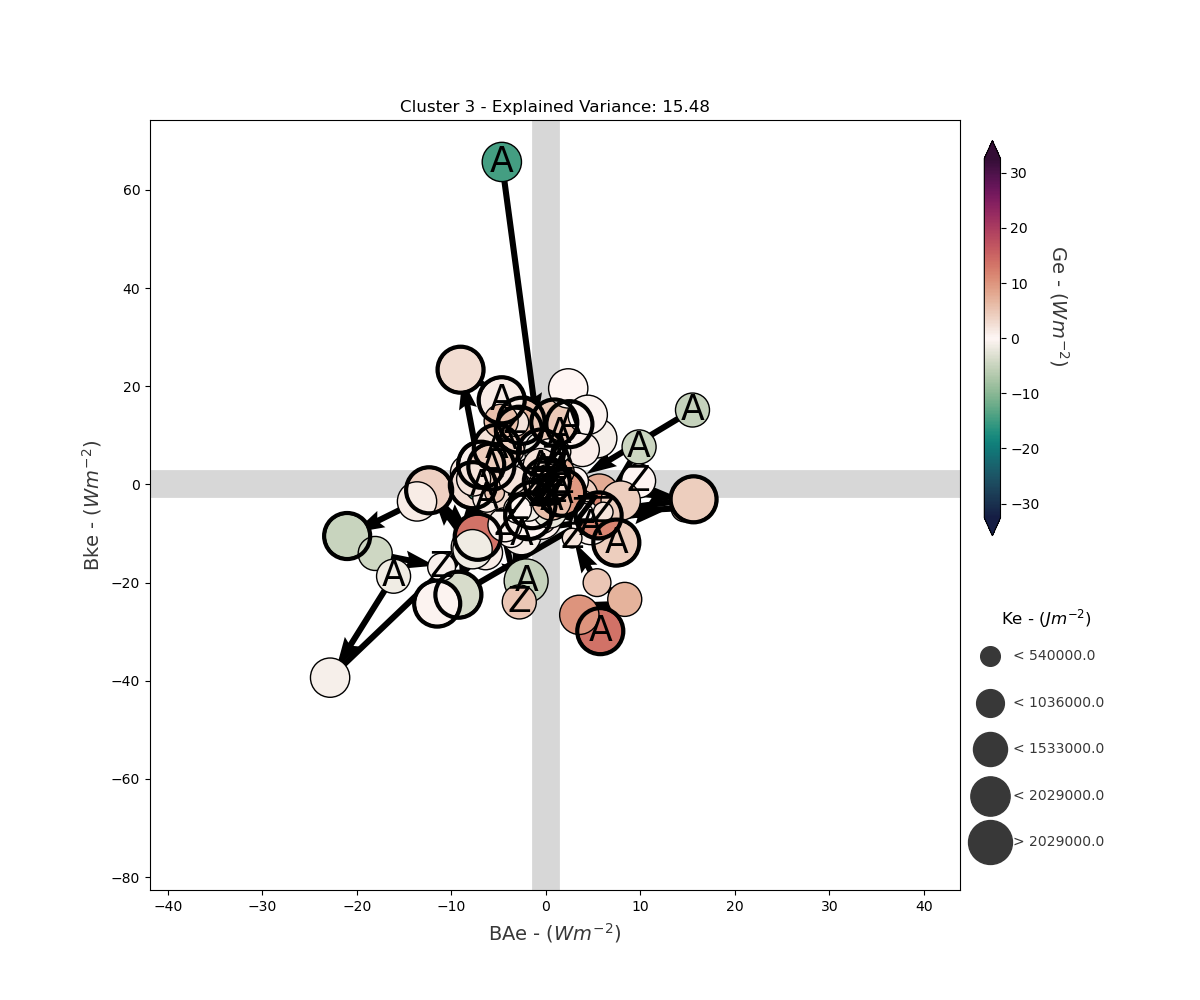 Cluster 3 - Explained Variance: 15.48
60
40
20
0
−20
−40
−60
−80
Bke - (Wm⁻²)
−40
−30
−20
−10
0
10
20
30
40
BAe - (Wm⁻²)
A
A
A
A
Z
A
A
Z
A
Z
A
30
20
10
0
−10
−20
−30
Ge - (Wm⁻²)
Ke - (Jm⁻²)
< 540000.0
< 1036000.0
< 1533000.0
< 2029000.0
> 2029000.0